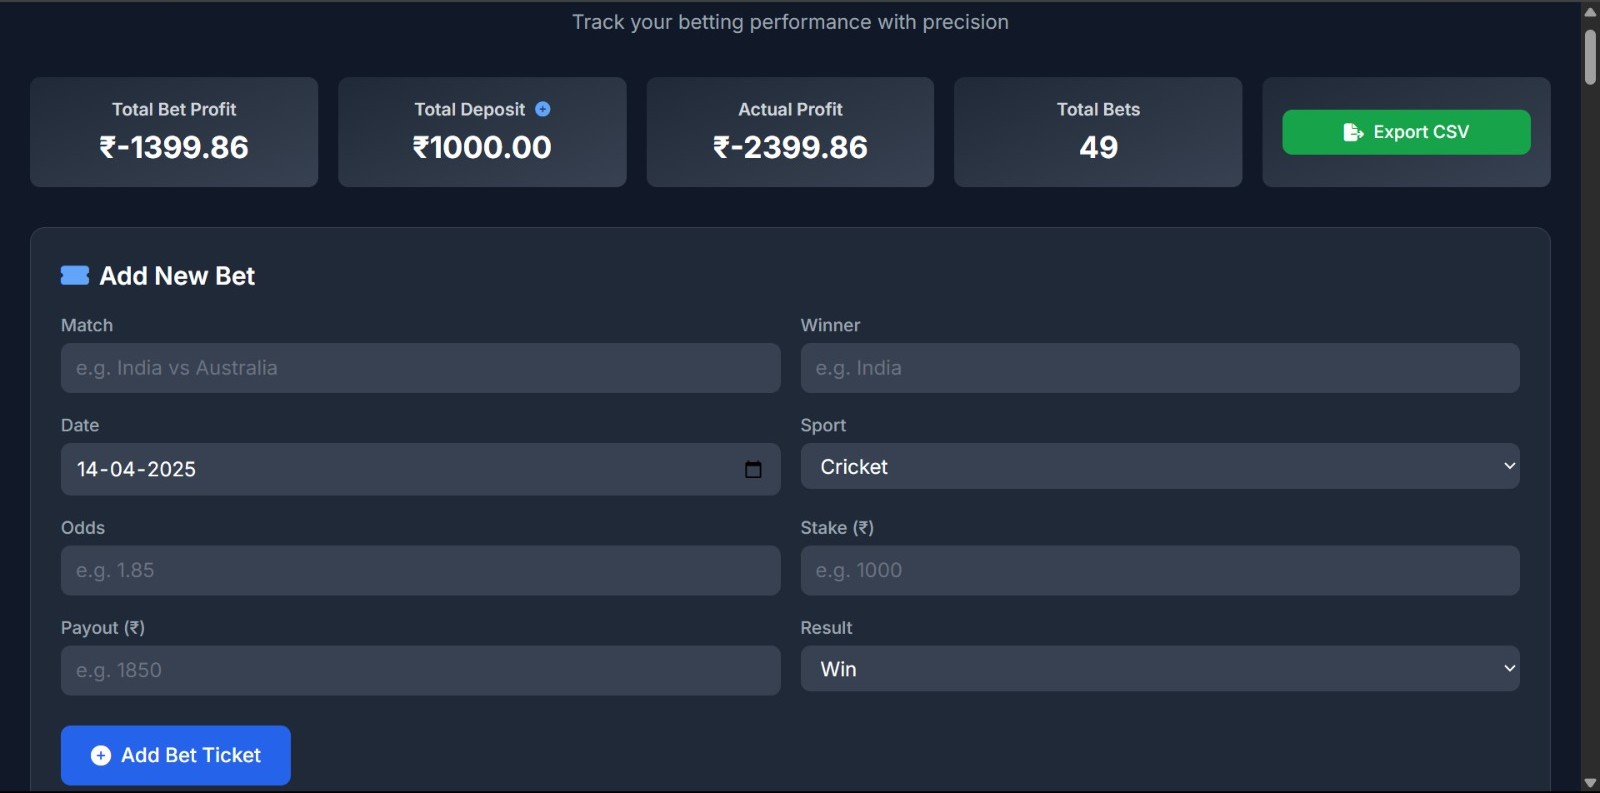 Track your betting performance with precision
Total Bet Profit
₹-1399.86
Total Deposit
₹1000.00
Actual Profit
₹-2399.86
Total Bets
49
Export CSV
Add New Bet
Match
e.g. India vs Australia
Winner
e.g. India
Date
14-04-2025
Sport
Cricket
Odds
e.g. 1.85
Stake (₹)
e.g. 1000
Payout (₹)
e.g. 1850
Result
Win
Add Bet Ticket